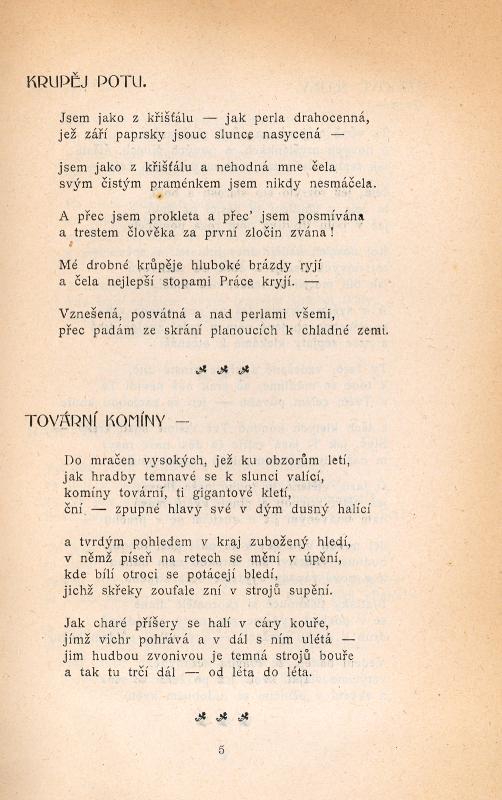 KRUPĚJ POTU.
Jsem jako z křišťálu — jak perla drahocenná,
jež září paprsky jsouc slunce nasycená —
jsem jako z křišťálu a nehodná mne čela
svým čistým praménkem jsem nikdy nesmáčela.
A přec jsem prokleta a přec' jsem posmívána
a trestem člověka za první zločin zvána!
Mé drobné krůpěje hluboké brázdy ryjí
a čela nejlepší stopami Práce kryjí. —
Vznešená, posvátná a nad perlami všemi,
přec padám ze skrání planoucích k chladné zemi.
TOVÁRNÍ KOMÍNY —
Do mračen vysokých, jež ku obzorům letí,
jak hradby temnavé se k slunci valící,
komíny tovární, ti gigantové kletí,
ční — zpupné hlavy své v dým dusný halící
a tvrdým pohledem v kraj zubožený hledí,
v němž píseň na retech se mění v úpění,
kde bílí otroci se potácejí bledí,
jichž skřeky zoufale zní v strojů supění.
Jak charé příšery se halí v cáry kouře,
jímž vichr pohrává a v dál s ním ulétá —
jim hudbou zvonivou je temná strojů bouře
a tak tu trčí dál — od léta do léta.
5